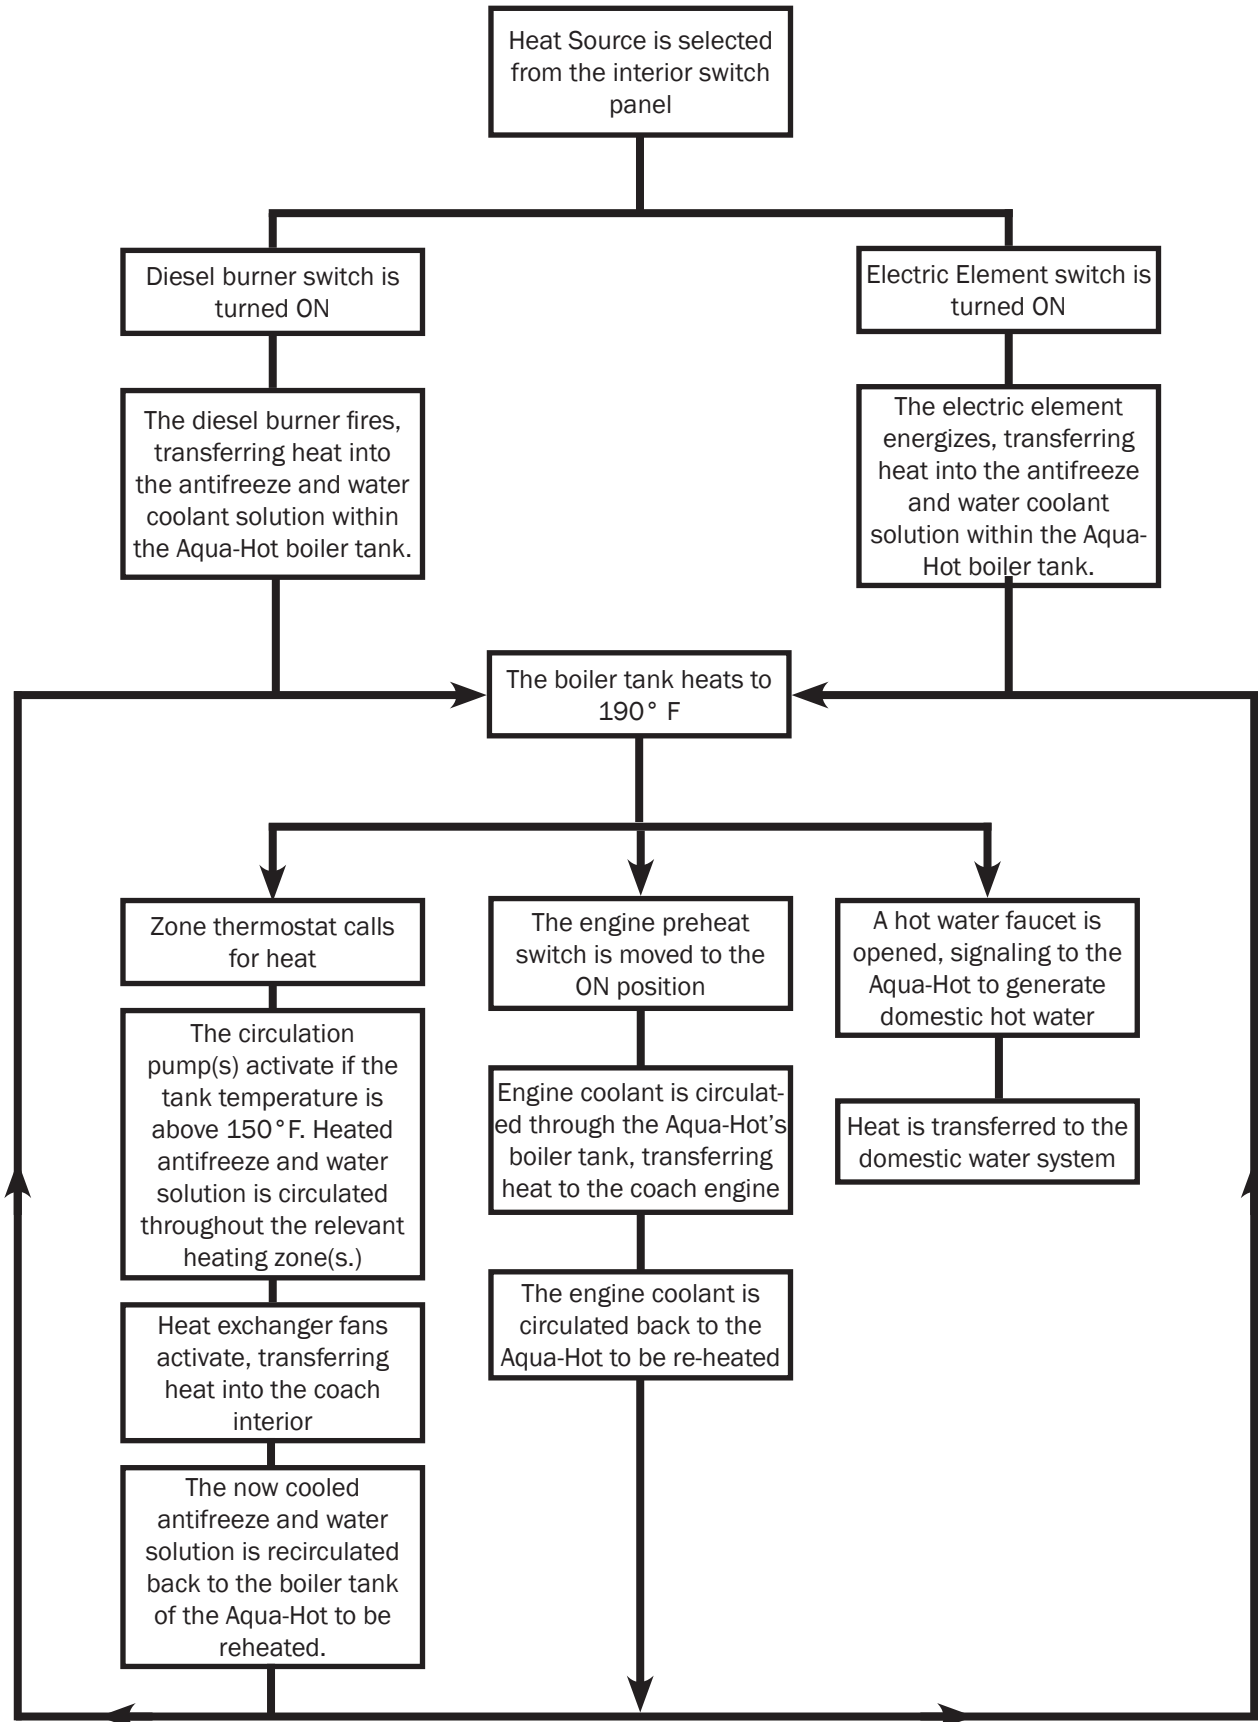 Heat Source is selected
from the interior switch
panel
Diesel burner switch is
turned ON
Electric Element switch is
turned ON
The diesel burner fires,
transferring heat into
the antifreeze and water
coolant solution within
the Aqua-Hot boiler tank.
The electric element
energizes, transferring
heat into the antifreeze
and water coolant
solution within the Aqua-
Hot boiler tank.
The boiler tank heats to
190° F
Zone thermostat calls
for heat
The circulation
pump(s) activate if the
tank temperature is
above 150°F. Heated
antifreeze and water
solution is circulated
throughout the relevant
heating zone(s.)
Heat exchanger fans
activate, transferring
heat into the coach
interior
The now cooled
antifreeze and water
solution is recirculated
back to the boiler tank
of the Aqua-Hot to be
reheated.
The engine preheat
switch is moved to the
ON position
Engine coolant is circulat-
ed through the Aqua-Hot’s
boiler tank, transferring
heat to the coach engine
The engine coolant is
circulated back to the
Aqua-Hot to be re-heated
A hot water faucet is
opened, signaling to the
Aqua-Hot to generate
domestic hot water
Heat is transferred to the
domestic water system